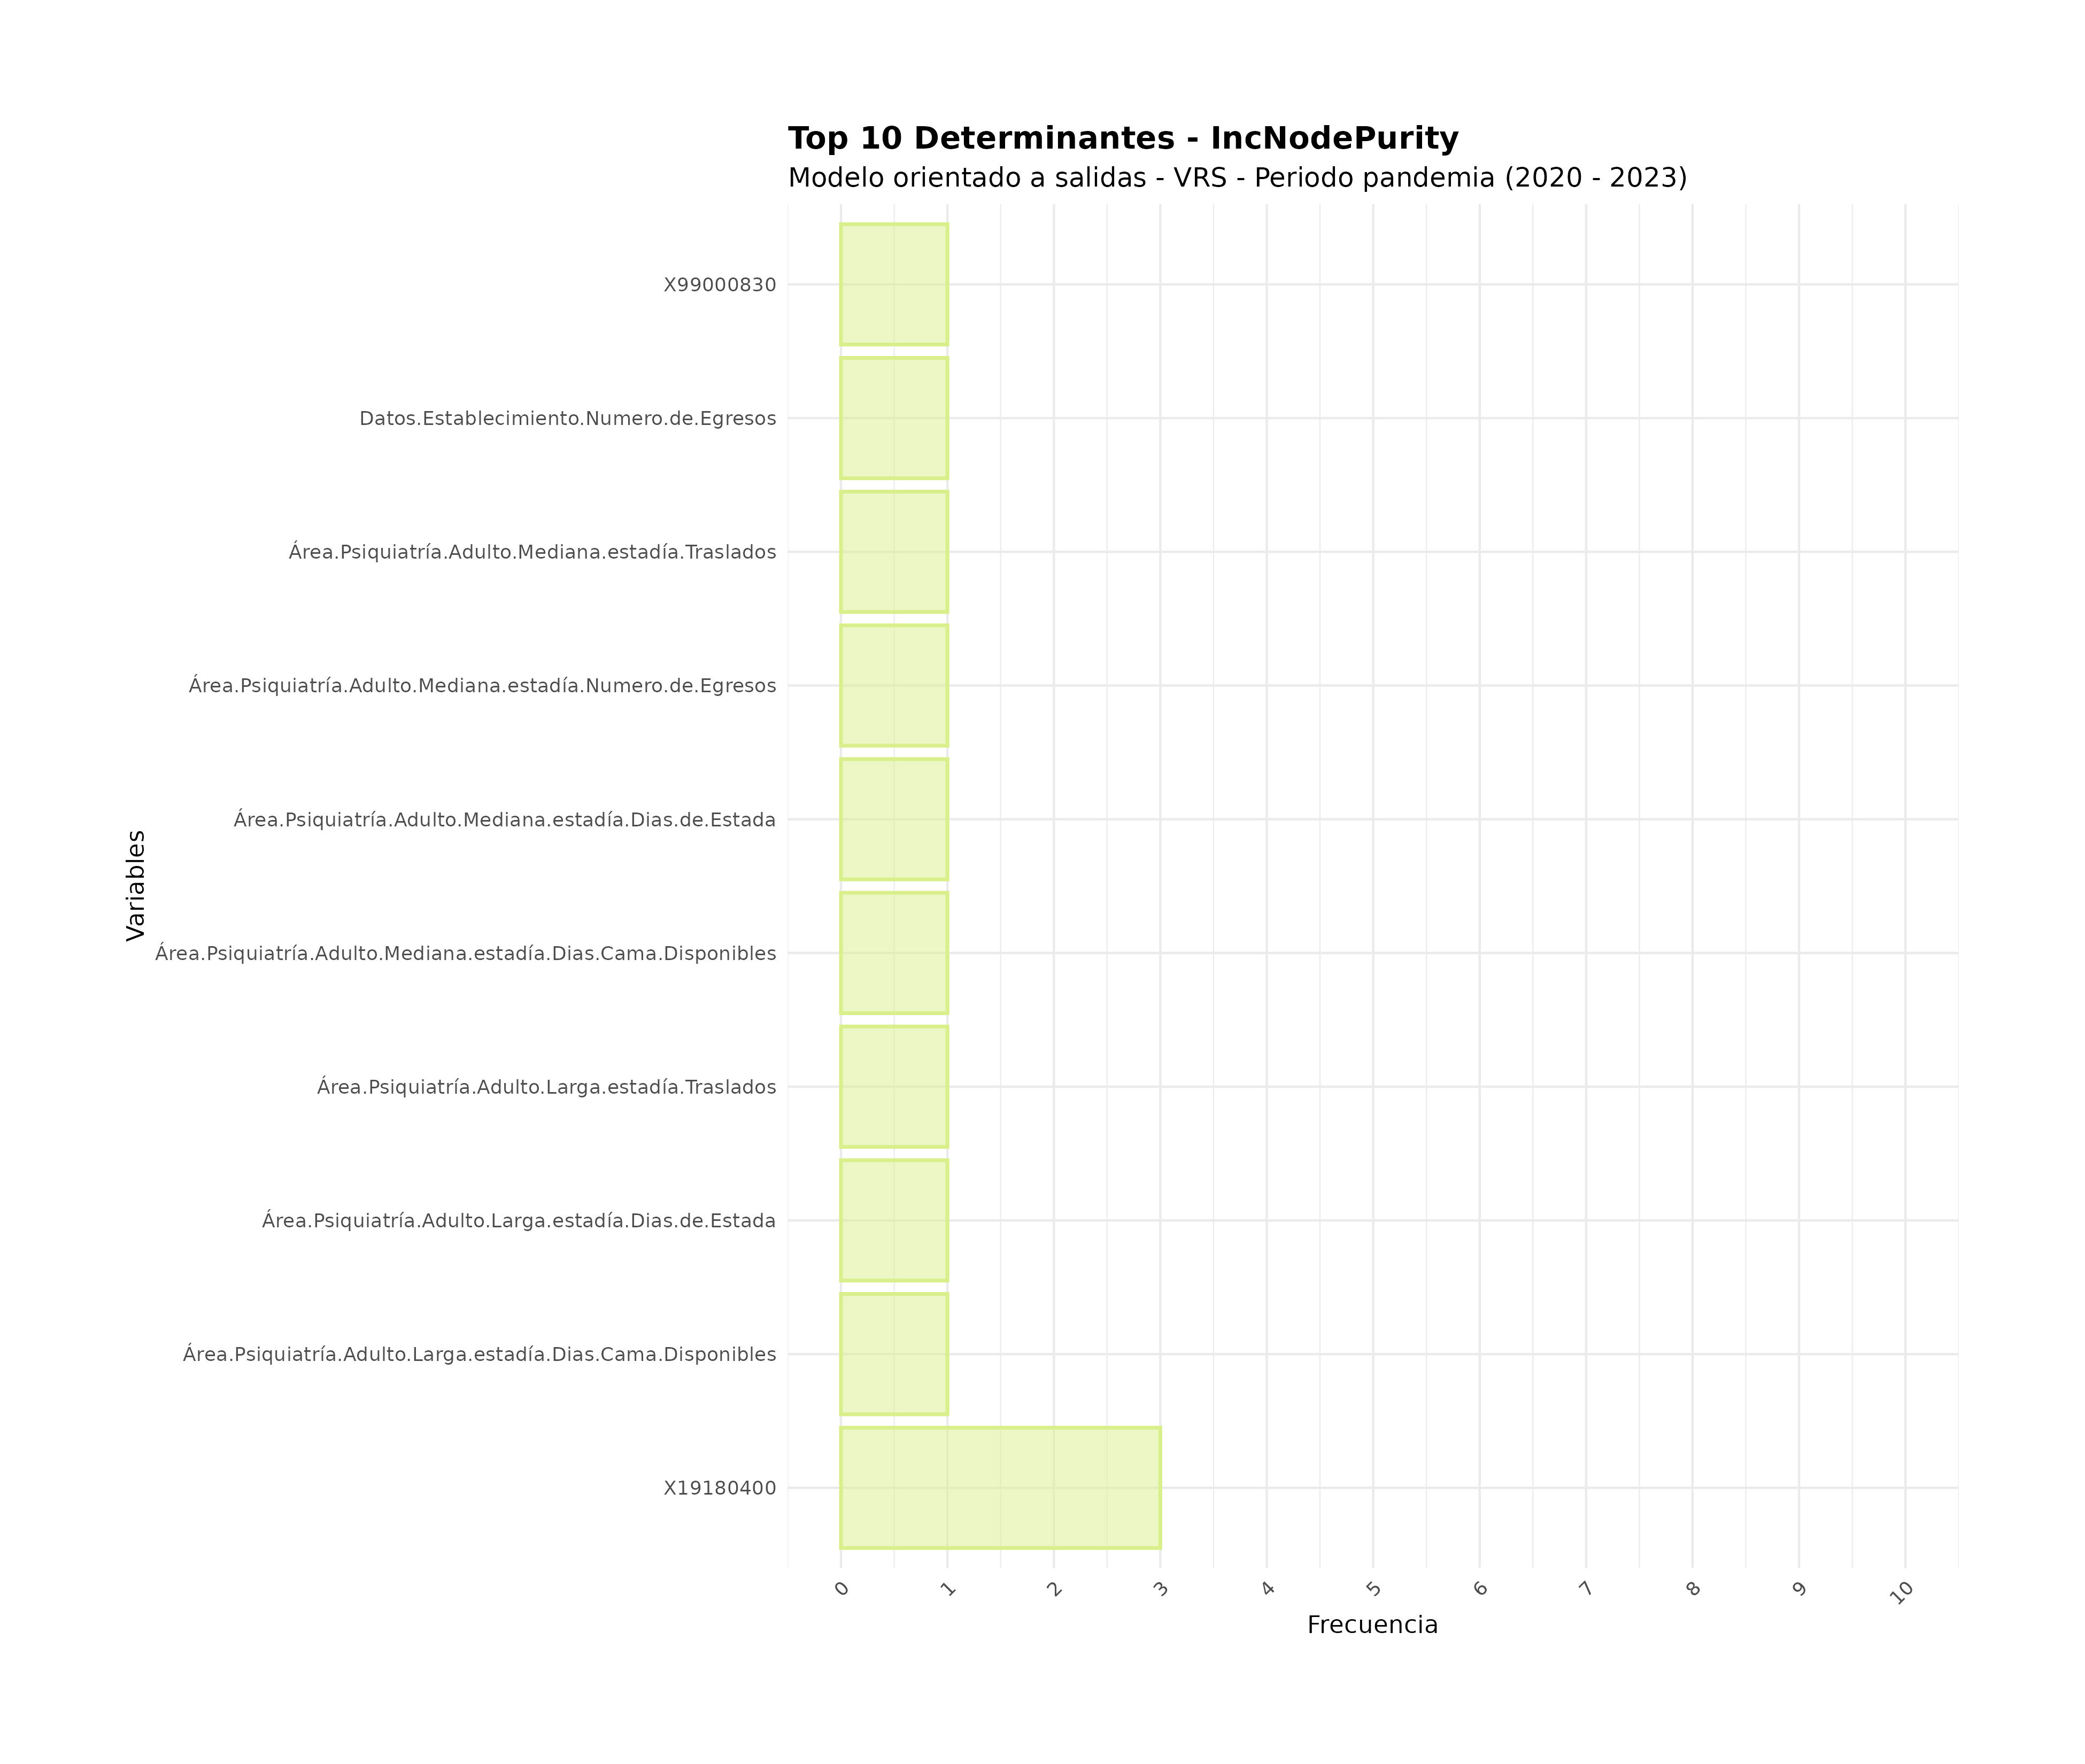 Top 10 Determinantes - IncNodePurity
Modelo orientado a salidas - VRS - Periodo pandemia (2020 - 2023)
Variables
X99000830
Datos.Establecimiento.Numero.de.Egresos
Área.Psiquiatría.Adulto.Mediana.estadía.Traslados
Área.Psiquiatría.Adulto.Mediana.estadía.Numero.de.Egresos
Área.Psiquiatría.Adulto.Mediana.estadía.Dias.de.Estada
Área.Psiquiatría.Adulto.Mediana.estadía.Dias.Cama.Disponibles
Área.Psiquiatría.Adulto.Larga.estadía.Traslados
Área.Psiquiatría.Adulto.Larga.estadía.Dias.de.Estada
Área.Psiquiatría.Adulto.Larga.estadía.Dias.Cama.Disponibles
X19180400
0 1 2 3 4 5 6 7 8 9 10
Frecuencia